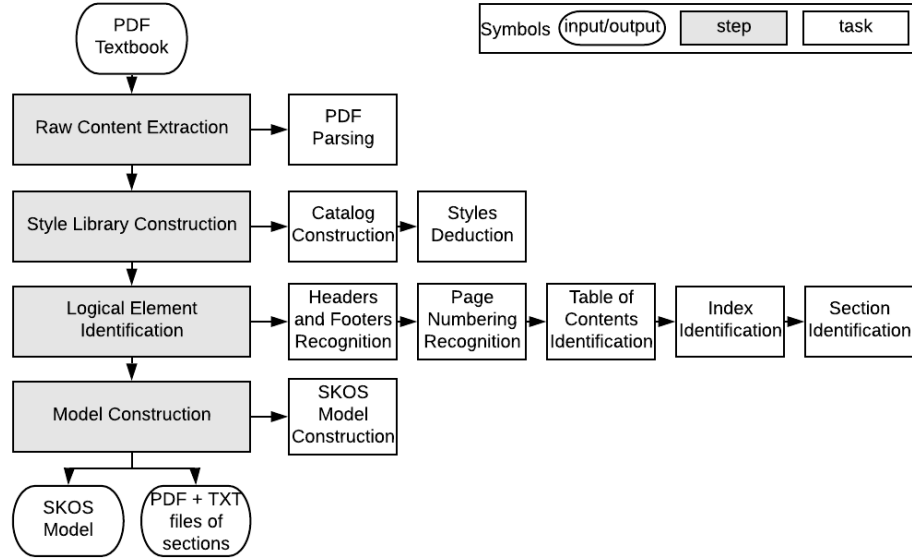 PDF
Textbook
Symbols
input/output
step
task
Raw Content Extraction
PDF
Parsing
Style Library Construction
Catalog
Construction
Styles
Deduction
Logical Element
Identification
Headers
and Footers
Recognition
Page
Numbering
Recognition
Table of
Contents
Identification
Index
Identification
Section
Identification
Model Construction
SKOS
Model
Construction
SKOS
Model
PDF + TXT
files of
sections